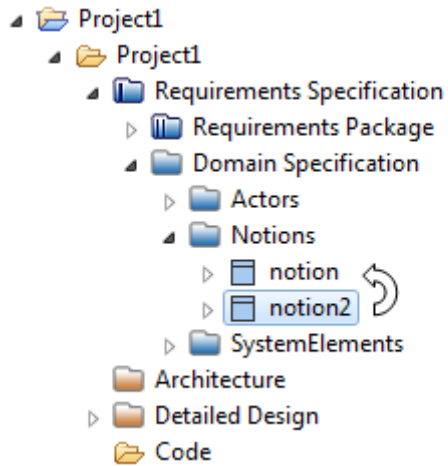 Project1
Project1
Requirements Specification
Requirements Package
Domain Specification
Actors
Notions
notion
notion2
SystemElements
Architecture
Detailed Design
Code